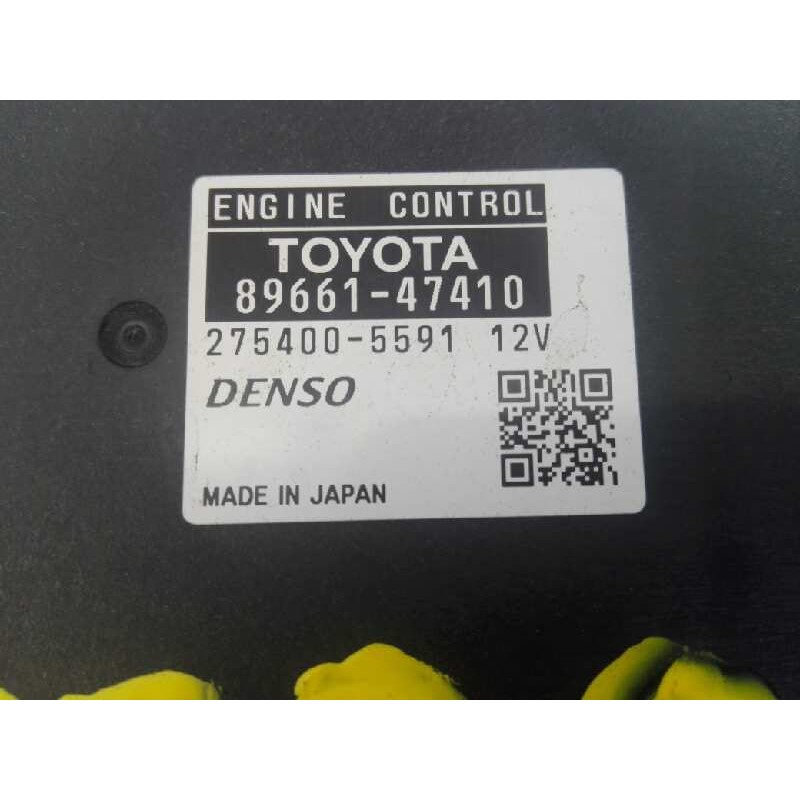 ENGINE CONTROL
TOYOTA
89661-47410
275400-5591 12V
DENSO
MADE IN JAPAN